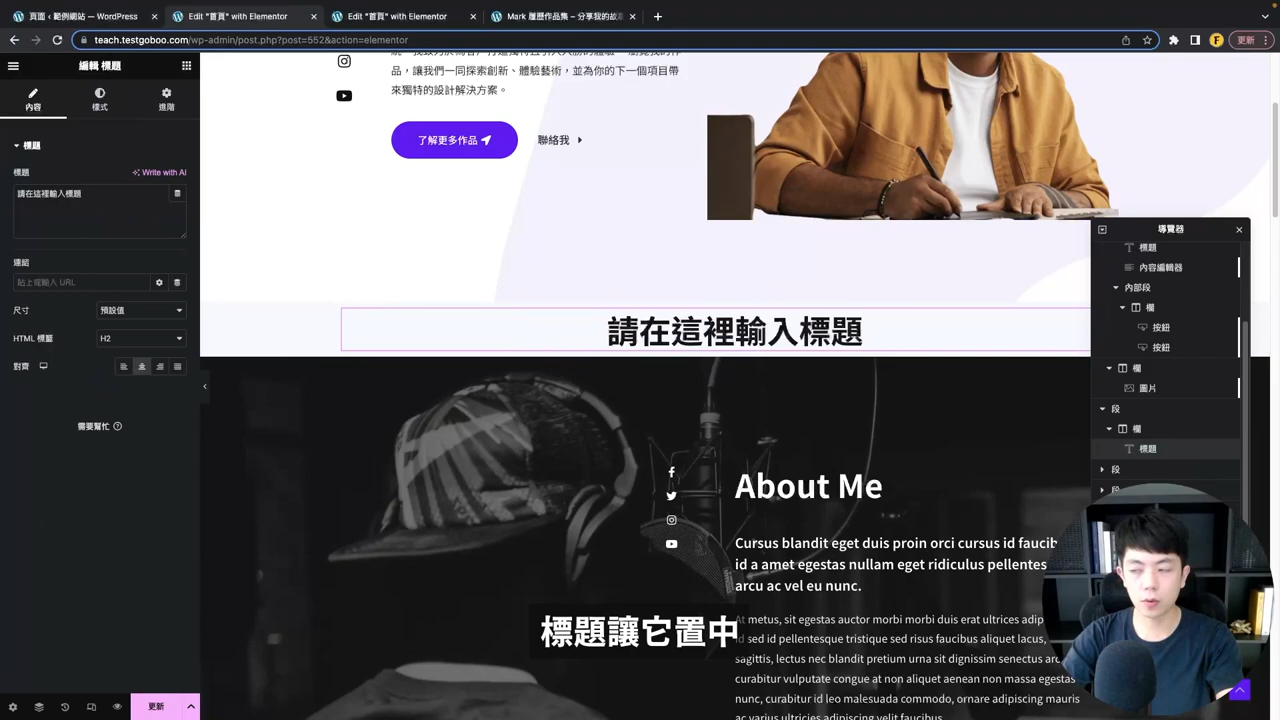 頁面 ‹ 範例網站 — WordPress
Edit "首頁" with Elementor
Edit "首頁" with Elementor
Mark 履歷作品集 – 分享我的故
teach.testgoboo.com/wp-admin/post.php?post=552&action=elementor
更新
編輯 標題
內容
樣式
進階
標題
標題
Write with AI
請在這裡輸入標題
連結
貼上或輸入 URL
尺寸
預設值
HTML 標籤
H2
對齊
需要幫忙
更新
品，讓我們一同探索創新、體驗藝術，並為你的下一個項目帶
來獨特的設計解決方案。
了解更多作品
聯絡我
請在這裡輸入標題
About Me
Cursus blandit eget duis proin orci cursus id faucib
id a amet egestas nullam eget ridiculus pellentes
arcu ac vel eu nunc.
At metus, sit egestas auctor morbi morbi duis erat ultrices adip
id sed id pellentesque tristique sed risus faucibus aliquet lacus,
sagittis, lectus nec blandit pretium urna sit dignissim senectus arc
curabitur vulputate congue at non aliquet aenean non massa egestas
nunc, curabitur id leo malesuada commodo, ornare adipiscing mauris
ac varius ultricies adipiscing velit faucibus.
標題讓它置中
導覽器
標題
內容編輯器
內部段
欄
按鈕
按鈕
欄
圖片
段
欄
標題
段
段